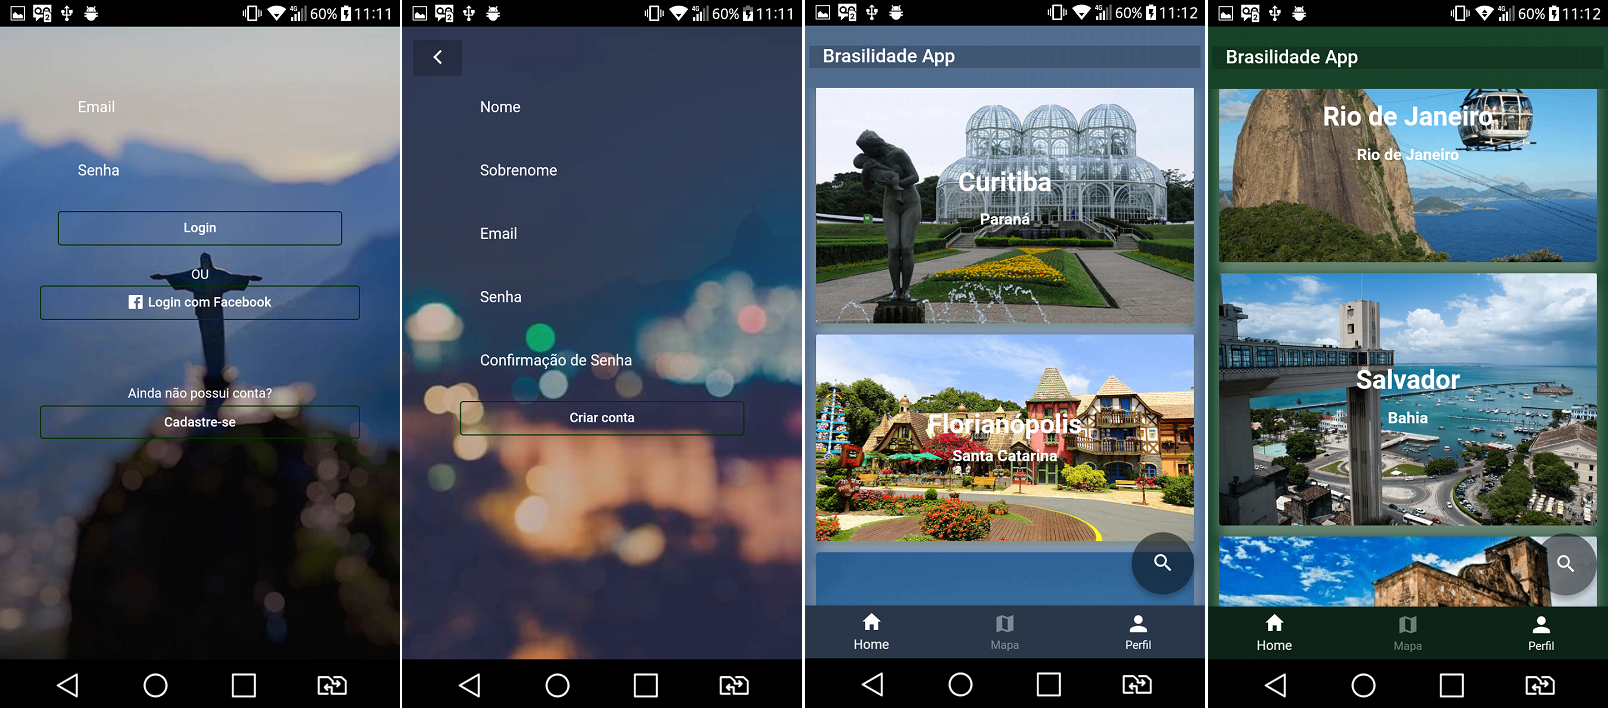 60% 11:11
Email
Senha
Login
OU
Login com Facebook
Ainda não possui conta?
Cadastre-se
60% 11:11
Nome
Sobrenome
Email
Senha
Confirmação de Senha
Criar conta
4G 60% 11:12
Brasilidade App
Curitiba
Paraná
Florianópolis
Santa Catarina
Home
Mapa
Perfil
4G 60% 11:12
Brasilidade App
Rio de Janeiro
Rio de Janeiro
Salvador
Bahia
Home
Mapa
Perfil